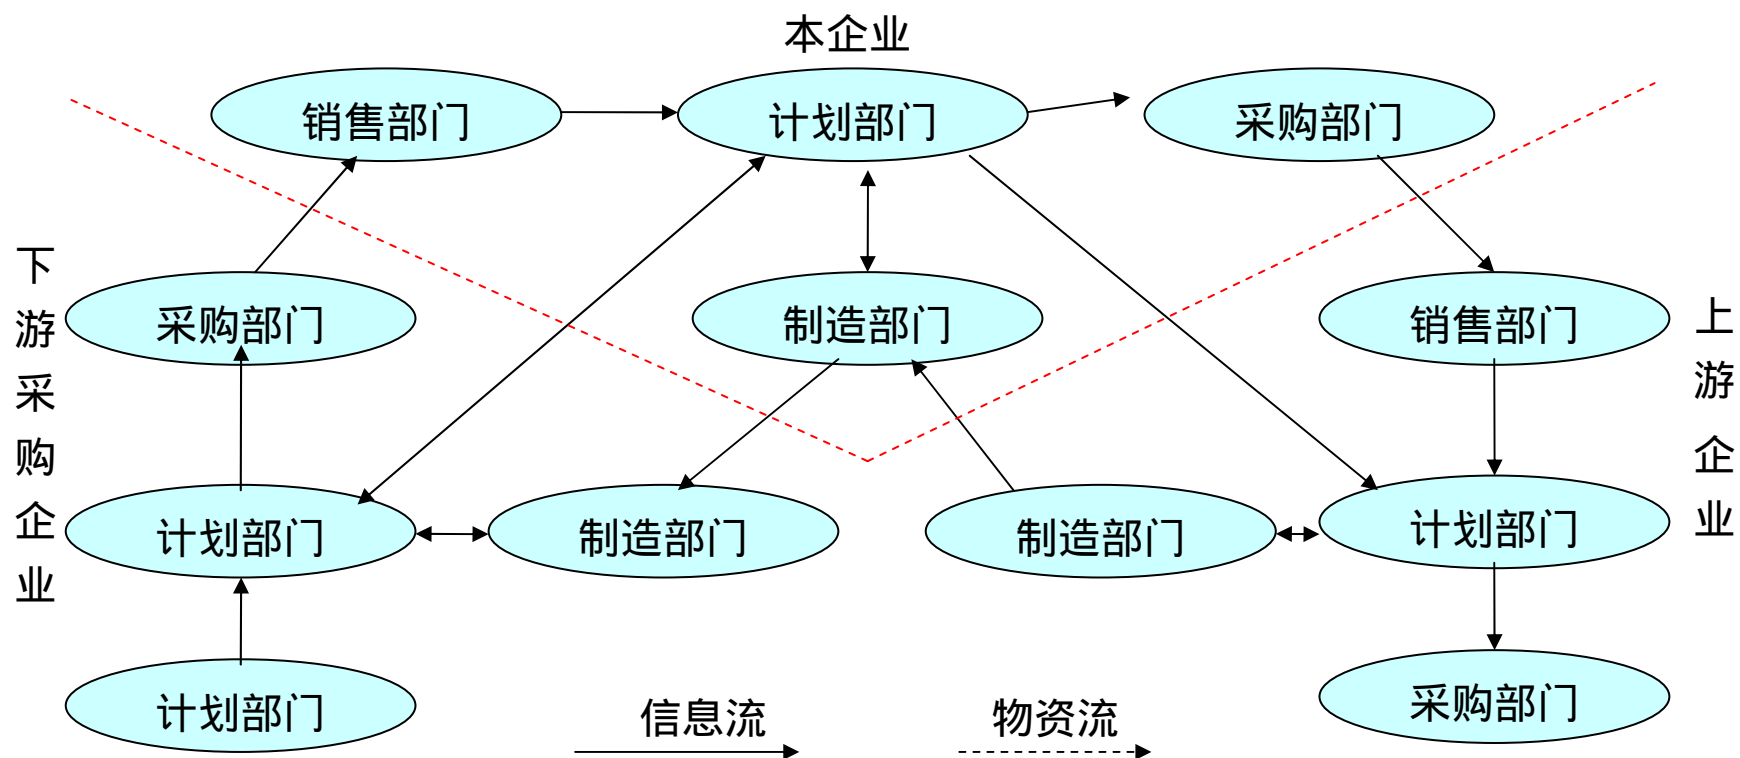 本企业
销售部门
计划部门
采购部门
下游采购企业
采购部门
制造部门
销售部门
上游企业
计划部门
制造部门
制造部门
计划部门
计划部门
采购部门
信息流
物资流